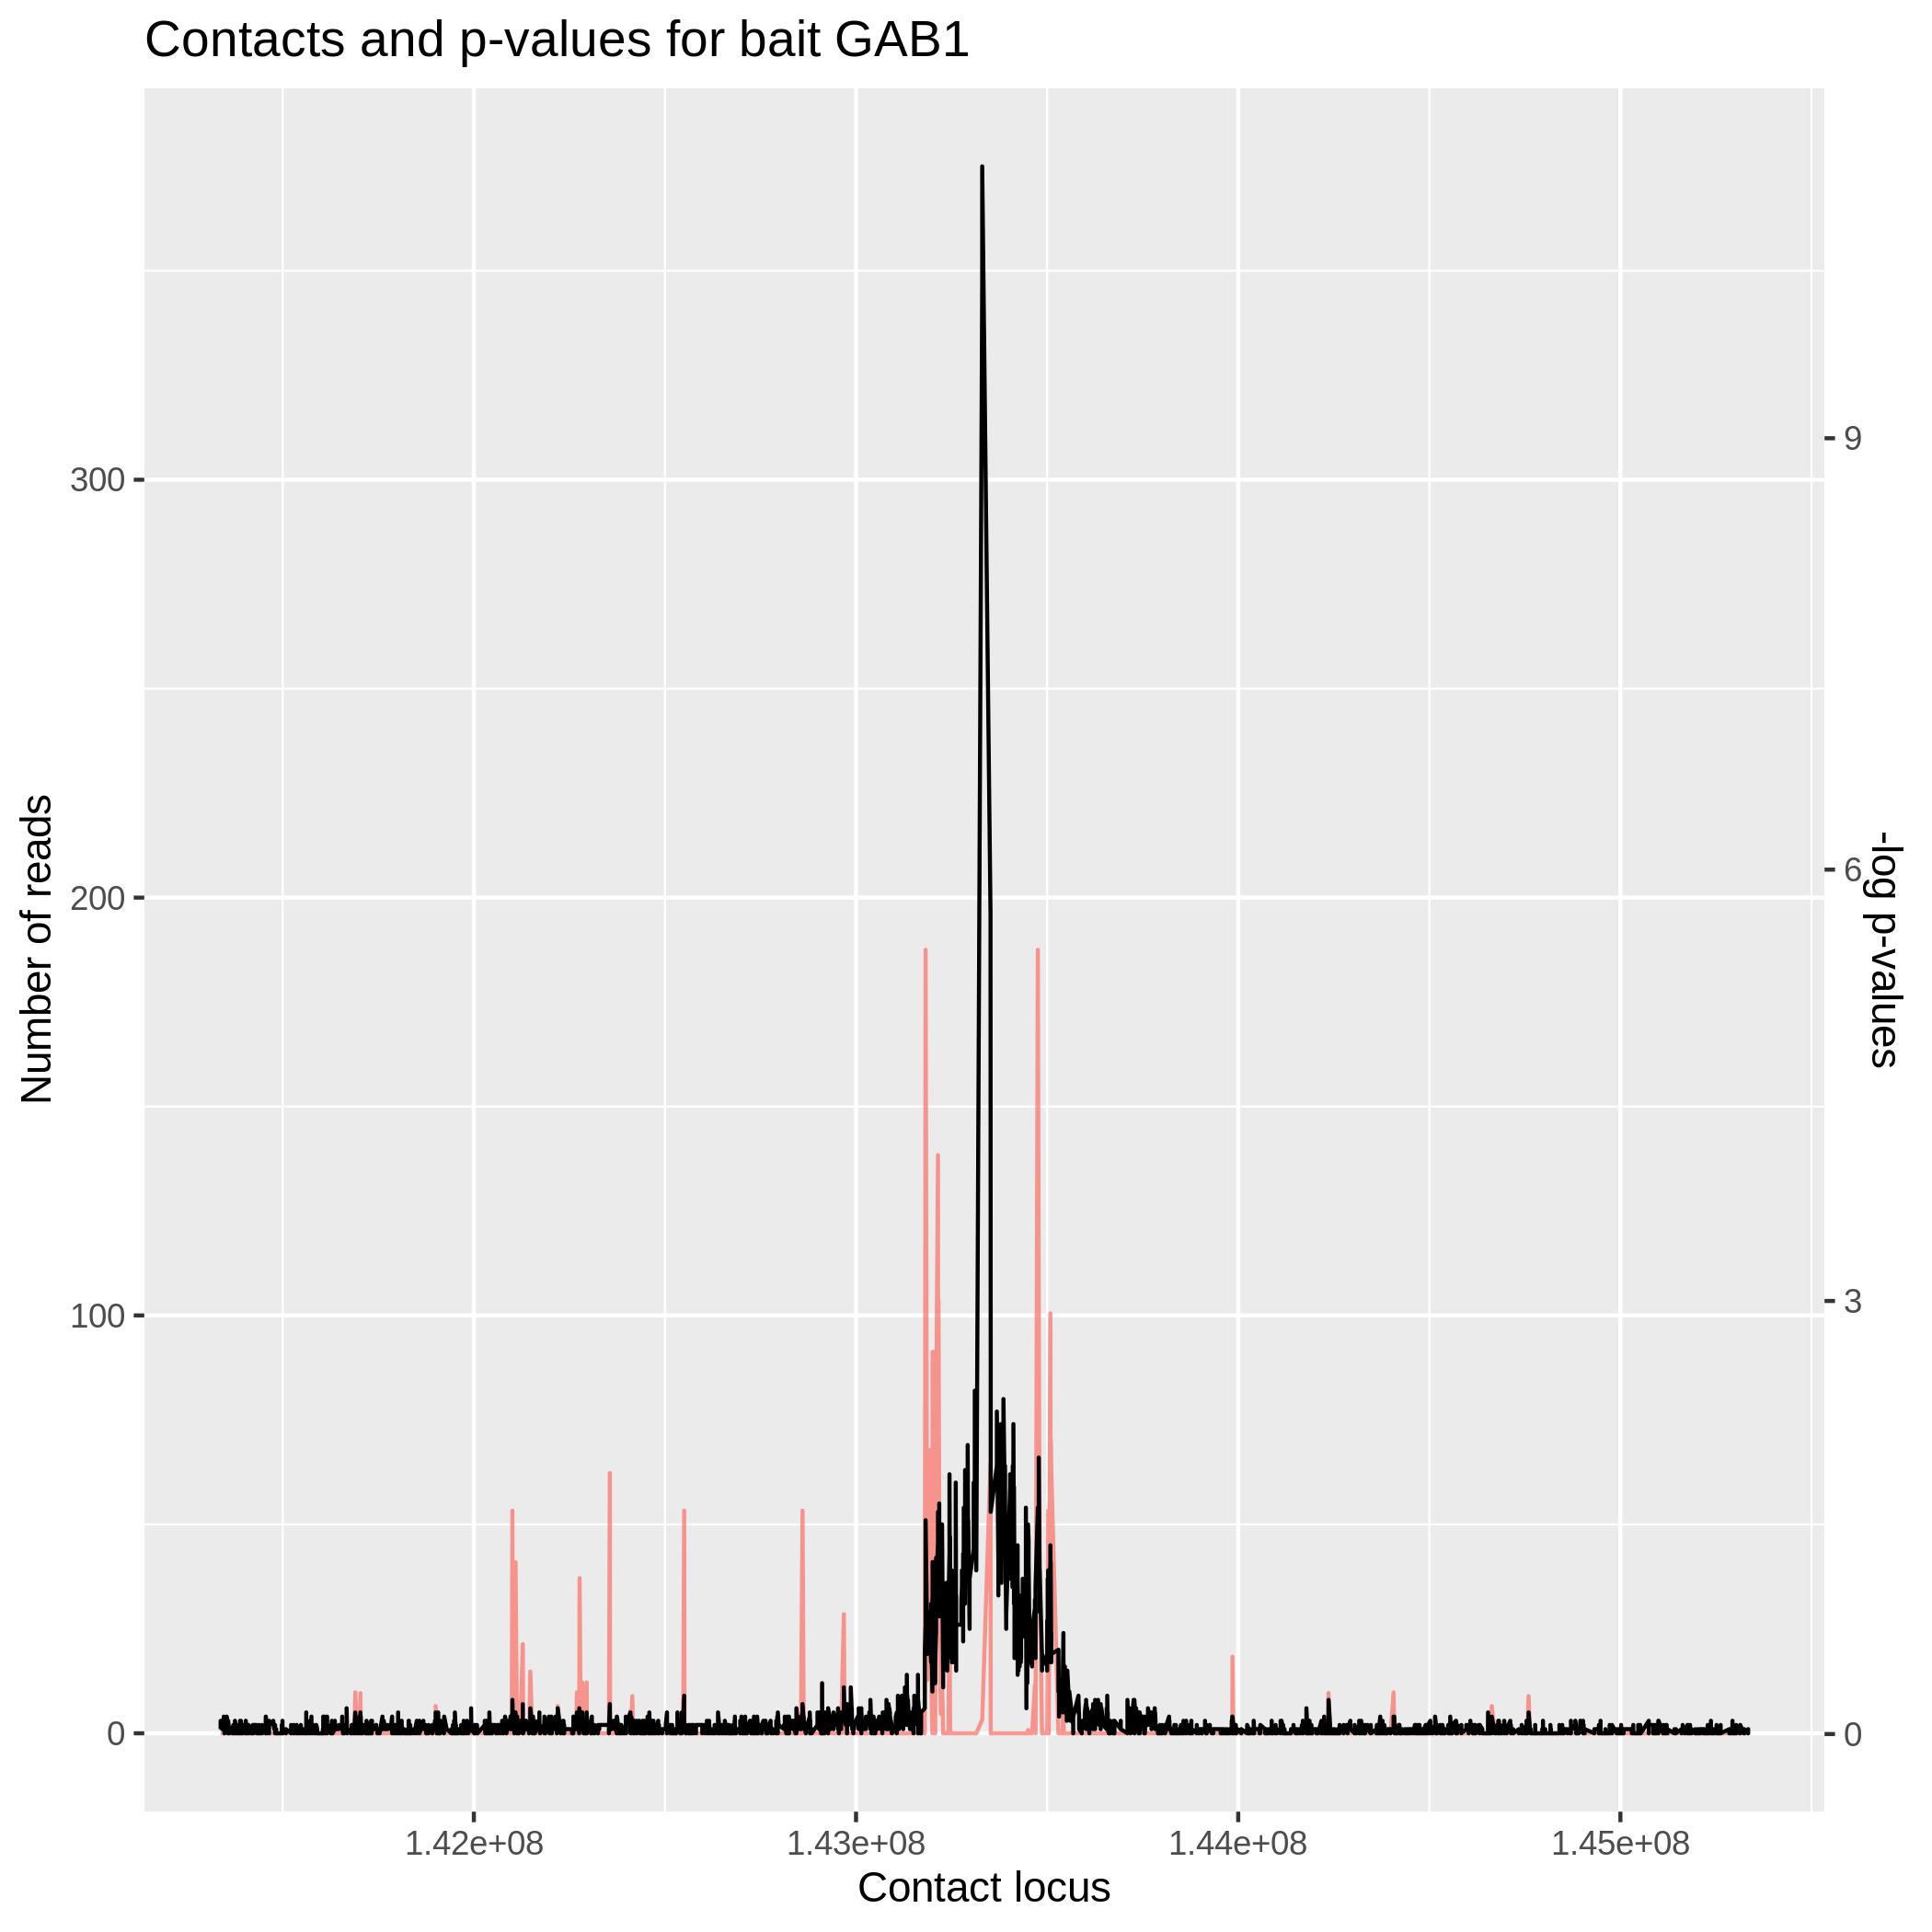 Contacts and p-values for bait GAB1
Number of reads
300
200
100
0
9
6
3
0
-log p-values
1.42e+08
1.43e+08
1.44e+08
1.45e+08
Contact locus